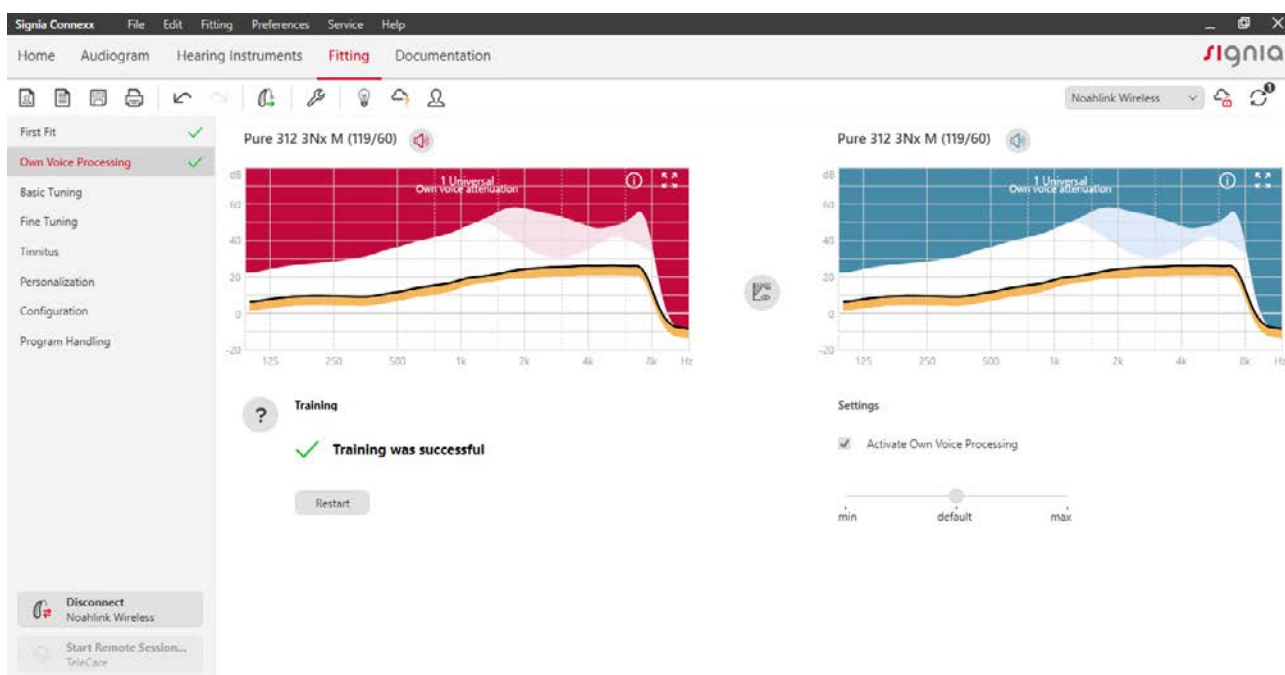 Signia Connexx File Edit Fitting Preferences Service Help
Home Audiogram Hearing Instruments Fitting Documentation
signia
Noahlink Wireless
1
First Fit
Own Voice Processing
Basic Tuning
Fine Tuning
Tinnitus
Personalization
Configuration
Program Handling
Disconnect
Noahlink Wireless
Start Remote Session...
TeleCare
Pure 312 3Nx M (119/60)
dB
1 Universal
Own voice attenuation
60
40
20
0
-20
125 250 500 1k 2k 4k 8k Hz
Training
?
Training was successful
Restart
Pure 312 3Nx M (119/60)
dB
1 Universal
Own voice attenuation
60
40
20
0
-20
125 250 500 1k 2k 4k 8k Hz
Settings
Activate Own Voice Processing
min default max